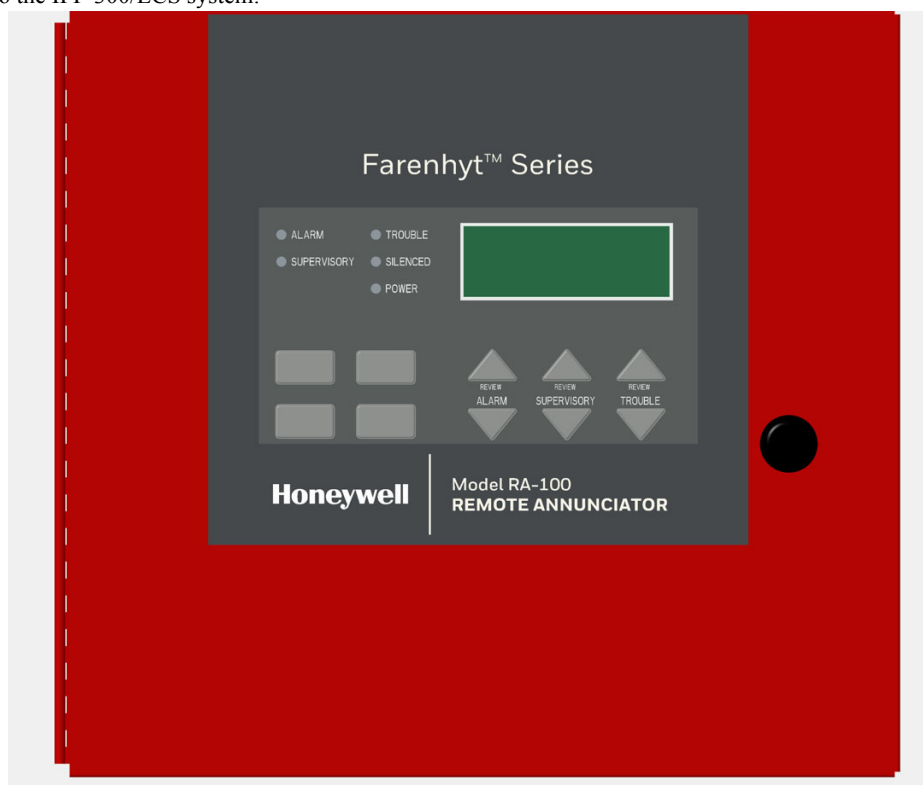 Farenhyt™ Series
ALARM
TROUBLE
SUPERVISORY
SILENCED
POWER
REVIEW
ALARM
REVIEW
SUPERVISORY
REVIEW
TROUBLE
Honeywell
Model RA-100
REMOTE ANNUNCIATOR